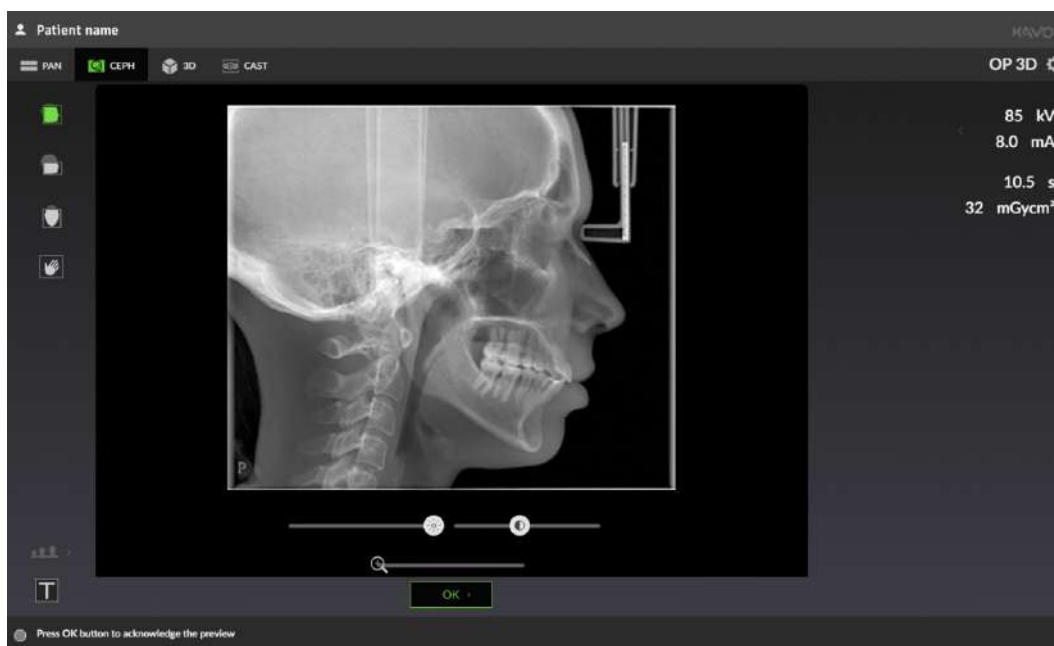 Patient name
KAVO
PAN
CEPH
3D
CAST
OP 3D
85 kV
8.0 mA
10.5 s
32 mGycm²
P
T
OK
Press OK button to acknowledge the preview